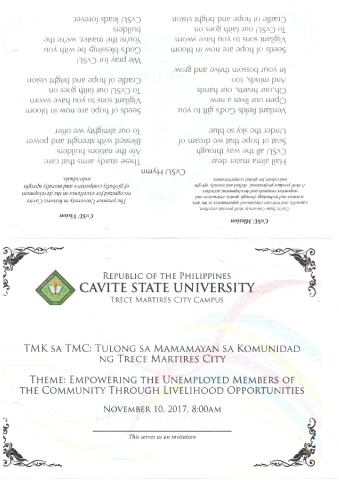 CvSU Mission
Cavite State University shall provide excellent,
equitable and relevant educational opportunities in the arts,
science and technology through quality instruction and
responsive research and development activities.
It shall produce professional, skilled and morally upright
individuals for global competitiveness.
CvSU Vision
The Premier University in historic Cavite
recognized for excellence in the development
of globally competitive and morally upright
individuals.
CvSU Hymn
Hail alma mater dear
CvSU all the way through
Seat of hope that we dream of
Under the sky so blue
Verdant fields God's gift to you
Open our lives a new
Oh,our hearts, our hands
And minds, too
In your bosom thrive and grow
Seeds of hope are now in bloom
Vigilant sons to you have sworn
To CvSU our faith goes on
Cradle of hope and bright vision
These sturdy arms that care
Are the nations builders
Blessed with strenght and power
To our almighty we offer
Seeds of hope are now in bloom
Vigilant sons to you have sworn
To CvSU our faith goes on
Cradle of hope and bright vision
We pray for CvSU
God's blessings be with you
You're the master, we're the
builders
CvSU leads forever
Republic of the Philippines
CAVITE STATE UNIVERSITY
Trece Martires City Campus
TMK sa TMC: Tulong sa Mamamayan sa Komunidad
ng Trece Martires City
Theme: Empowering the Unemployed Members of
the Community Through Livelihood Opportunities
November 10, 2017, 8:00am
This serves as an invitation